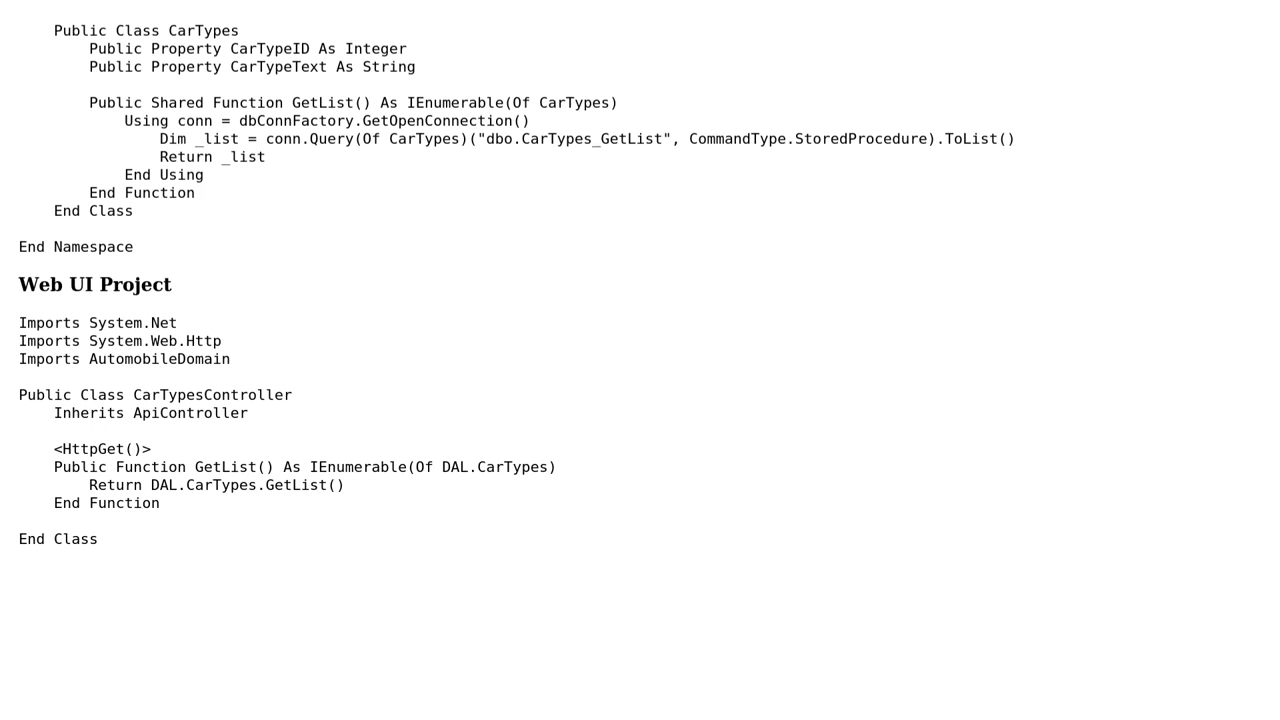 Public Class CarTypes
Public Property CarTypeID As Integer
Public Property CarTypeText As String
Public Shared Function GetList() As IEnumerable(Of CarTypes)
Using conn = dbConnFactory.GetOpenConnection()
Dim _list = conn.Query(Of CarTypes)("dbo.CarTypes_GetList", CommandType.StoredProcedure).ToList()
Return _list
End Using
End Function
End Class
End Namespace
Web UI Project
Imports System.Net
Imports System.Web.Http
Imports AutomobileDomain
Public Class CarTypesController
Inherits ApiController
<HttpGet()>
Public Function GetList() As IEnumerable(Of DAL.CarTypes)
Return DAL.CarTypes.GetList()
End Function
End Class